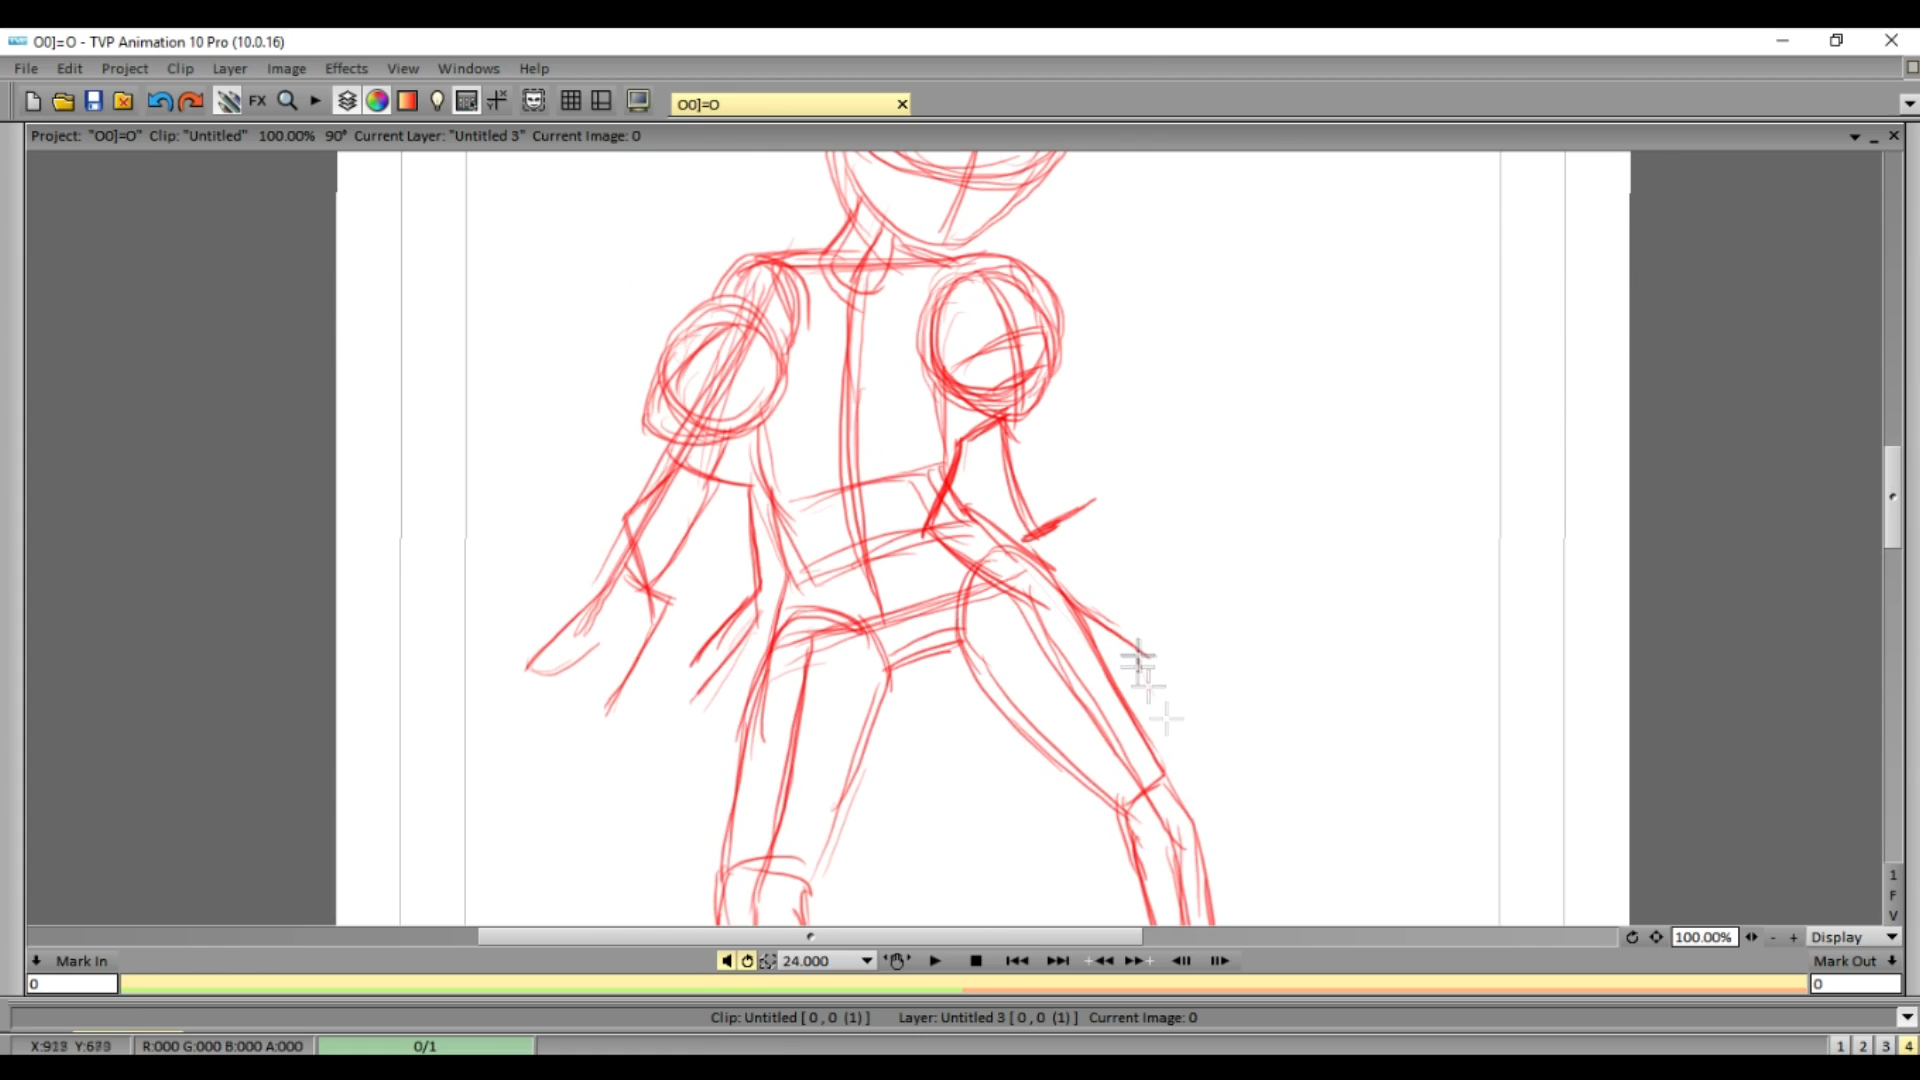 O0]=O - TVP Animation 10 Pro (10.0.16)
File Edit Project Clip Layer Image Effects View Windows Help
FX
O0]=O
Project: "O0]=O" Clip: "Untitled" 100.00% 90° Current Layer: "Untitled 3" Current Image: 0
1
F
V
100.00% - + Display
Mark In 24.000 Mark Out
0 0
Clip: Untitled [ 0 , 0 (1) ] Layer: Untitled 3 [ 0 , 0 (1) ] Current Image: 0
R:000 G:000 B:000 A:000 0/1 1 2 3 4